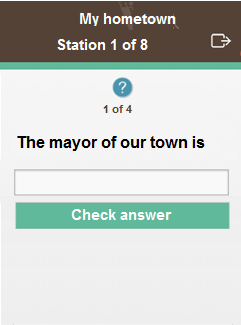 My hometown
Station 1 of 8
?
1 of 4
The mayor of our town is
Check answer